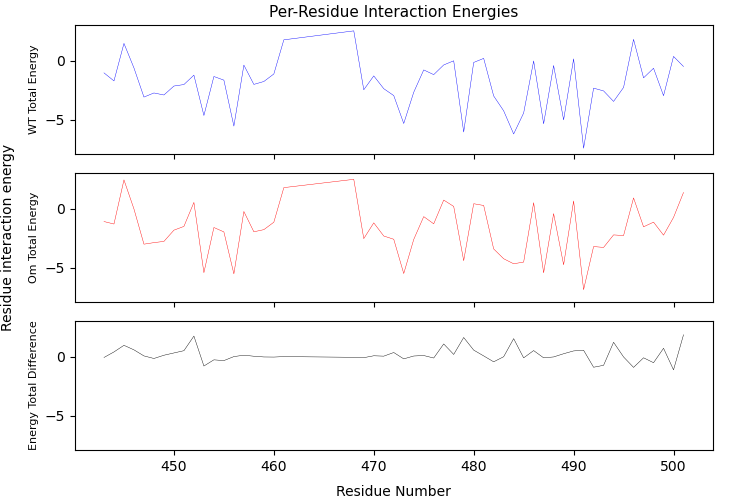 Per-Residue Interaction Energies
Residue interaction energy
WT Total Energy
0
−5
Om Total Energy
0
−5
Energy Total Difference
0
−5
450 460 470 480 490 500
Residue Number